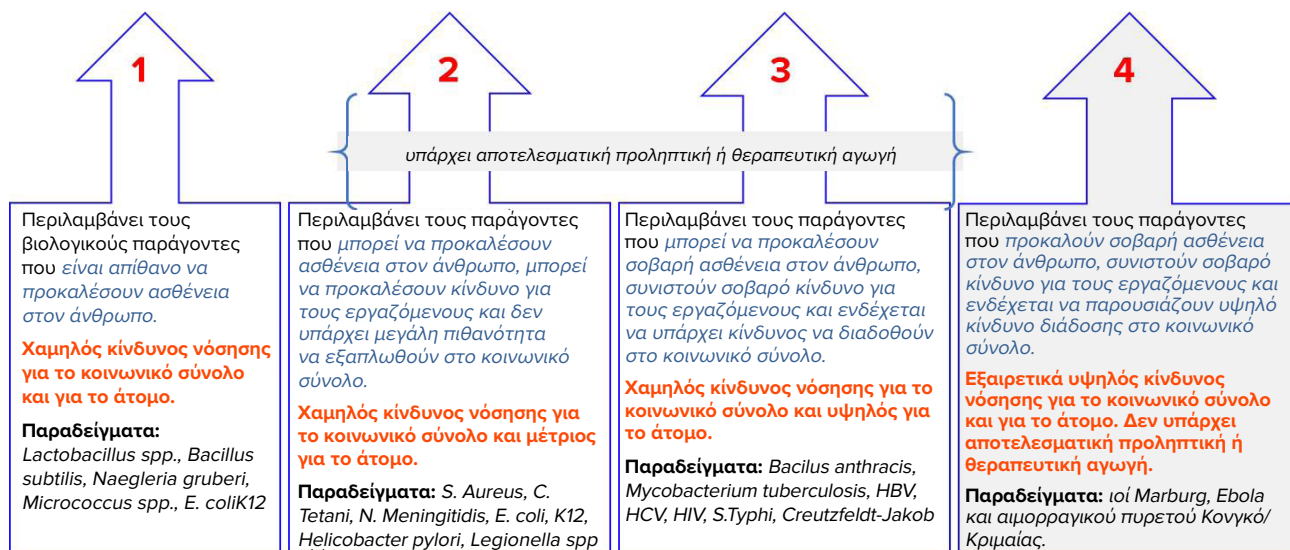 1
2
3
4
υπάρχει αποτελεσματική προληπτική ή θεραπευτική αγωγή
Περιλαμβάνει τους
βιολογικούς παράγοντες
που είναι απίθανο να
προκαλέσουν ασθένεια
στον άνθρωπο.
Χαμηλός κίνδυνος νόσησης
για το κοινωνικό σύνολο
και για το άτομο.
Παραδείγματα:
Lactobacillus spp., Bacillus
subtilis, Naegleria gruberi,
Micrococcus spp., E. coliK12
Περιλαμβάνει τους παράγοντες
που μπορεί να προκαλέσουν
ασθένεια στον άνθρωπο, μπορεί
να προκαλέσουν κίνδυνο για
τους εργαζόμενους και δεν
υπάρχει μεγάλη πιθανότητα
να εξαπλωθούν στο κοινωνικό
σύνολο.
Χαμηλός κίνδυνος νόσησης για
το κοινωνικό σύνολο και μέτριος
για το άτομο.
Παραδείγματα: S. Aureus, C.
Tetani, N. Meningitidis, E. coli, K12,
Helicobacter pylori, Legionella spp
Περιλαμβάνει τους παράγοντες
που μπορεί να προκαλέσουν
σοβαρή ασθένεια στον άνθρωπο,
συνιστούν σοβαρό κίνδυνο για
τους εργαζόμενους και ενδέχεται
να υπάρχει κίνδυνος να διαδοθούν
στο κοινωνικό σύνολο.
Χαμηλός κίνδυνος νόσησης για το
κοινωνικό σύνολο και υψηλός για
το άτομο.
Παραδείγματα: Bacilus anthracis,
Mycobacterium tuberculosis, HBV,
HCV, HIV, S.Typhi, Creutzfeldt-Jakob
Περιλαμβάνει τους παράγοντες
που προκαλούν σοβαρή ασθένεια
στον άνθρωπο, συνιστούν σοβαρό
κίνδυνο για τους εργαζόμενους και
ενδέχεται να παρουσιάζουν υψηλό
κίνδυνο διάδοσης στο κοινωνικό
σύνολο.
Εξαιρετικά υψηλός κίνδυνος
νόσησης για το κοινωνικό σύνολο
και για το άτομο. Δεν υπάρχει
αποτελεσματική προληπτική ή
θεραπευτική αγωγή.
Παραδείγματα: ιοί Marburg, Ebola
και αιμορραγικού πυρετού Κονγκό/
Κριμαίας.